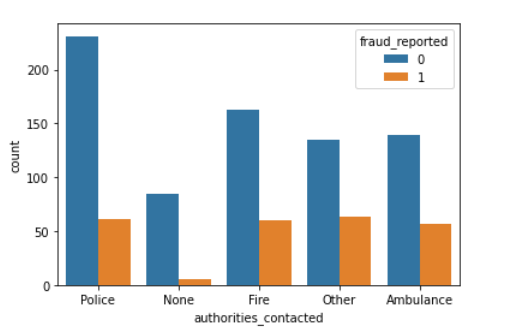 fraud_reported
0
1
200
150
100
50
0
count
Police None Fire Other Ambulance
authorities_contacted